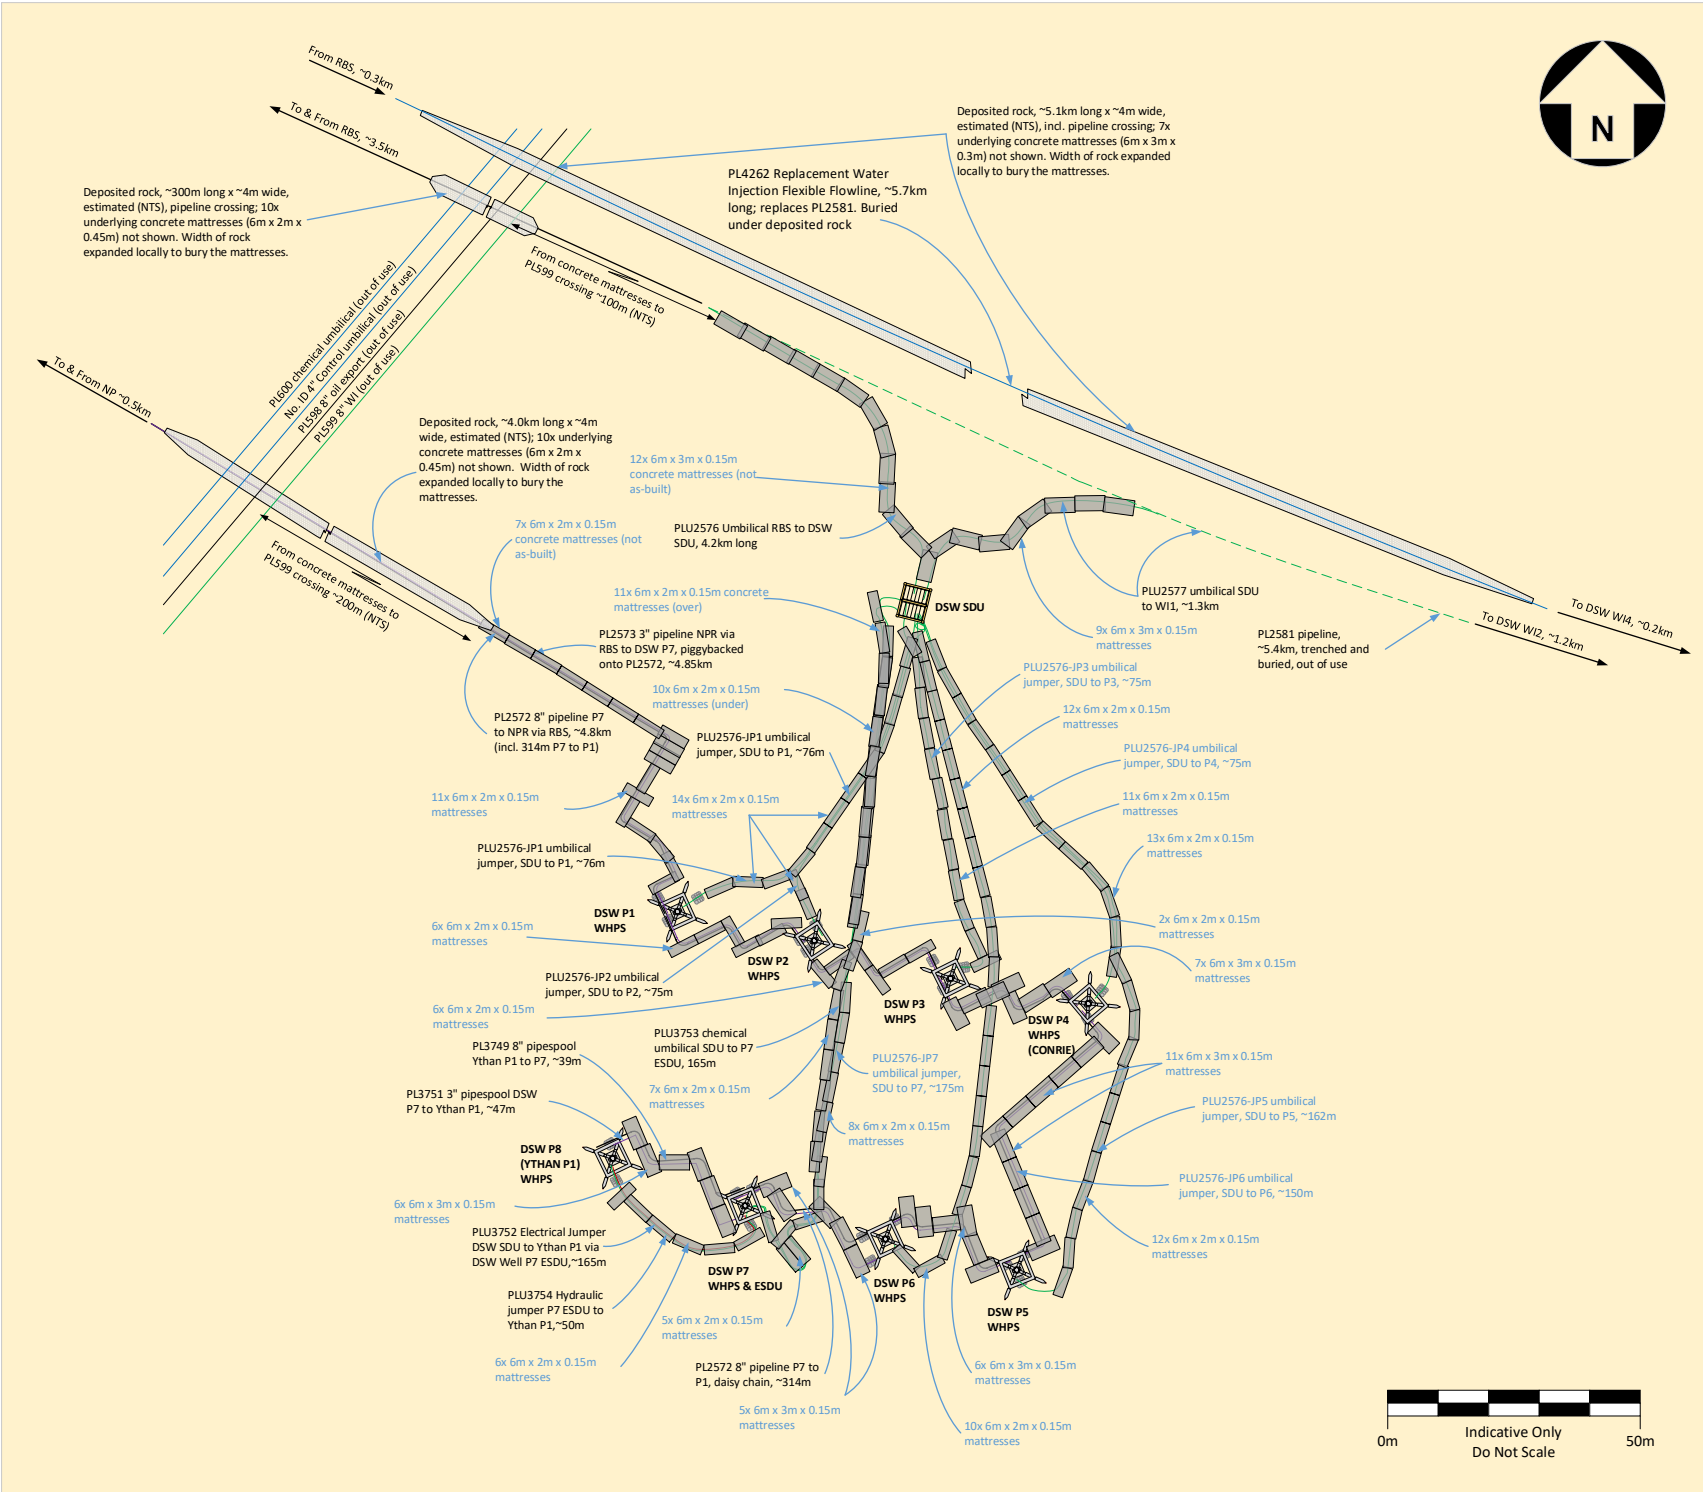 From RBS, ~0.3km
To & From RBS, ~3.5km
Deposited rock, ~5.1km long x ~4m wide,
estimated (NTS), incl. pipeline crossing; 7x
underlying concrete mattresses (6m x 3m x
0.3m) not shown. Width of rock expanded
locally to bury the mattresses.
N
PL4262 Replacement Water
Injection Flexible Flowline, ~5.7km
long; replaces PL2581. Buried
under deposited rock
Deposited rock, ~300m long x ~4m wide,
estimated (NTS), pipeline crossing; 10x
underlying concrete mattresses (6m x 2m x
0.45m) not shown. Width of rock
expanded locally to bury the mattresses.
From concrete mattresses to
PL599 crossing ~100m (NTS)
PL600 chemical umbilical (out of use)
No. ID 4" Control umbilical (out of use)
PL598 8" oil export (out of use)
PL599 8" WI (out of use)
To & From NP ~0.5km
Deposited rock, ~4.0km long x ~4m
wide, estimated (NTS); 10x underlying
concrete mattresses (6m x 2m x
0.45m) not shown.  Width of rock
expanded locally to bury the
mattresses.
12x 6m x 3m x 0.15m
concrete mattresses (not
as-built)
7x 6m x 2m x 0.15m
concrete mattresses (not
as-built)
PLU2576 Umbilical RBS to DSW
SDU, 4.2km long
From concrete mattresses to
PL599 crossing ~200m (NTS)
11x 6m x 2m x 0.15m concrete
mattresses (over)
DSW SDU
PLU2577 umbilical SDU
to WI1, ~1.3km
To DSW WI4, ~0.2km
To DSW WI2, ~1.2km
9x 6m x 3m x 0.15m
mattresses
PL2581 pipeline,
~5.4km, trenched and
buried, out of use
PL2573 3" pipeline NPR via
RBS to DSW P7, piggybacked
onto PL2572, ~4.85km
PLU2576-JP3 umbilical
jumper, SDU to P3, ~75m
10x 6m x 2m x 0.15m
mattresses (under)
12x 6m x 2m x 0.15m
mattresses
PL2572 8" pipeline P7
to NPR via RBS, ~4.8km
(incl. 314m P7 to P1)
PLU2576-JP1 umbilical
jumper, SDU to P1, ~76m
PLU2576-JP4 umbilical
jumper, SDU to P4, ~75m
11x 6m x 2m x 0.15m
mattresses
14x 6m x 2m x 0.15m
mattresses
11x 6m x 2m x 0.15m
mattresses
13x 6m x 2m x 0.15m
mattresses
PLU2576-JP1 umbilical
jumper, SDU to P1, ~76m
DSW P1
WHPS
6x 6m x 2m x 0.15m
mattresses
2x 6m x 2m x 0.15m
mattresses
DSW P2
WHPS
7x 6m x 3m x 0.15m
mattresses
PLU2576-JP2 umbilical
jumper, SDU to P2, ~75m
DSW P3
WHPS
6x 6m x 2m x 0.15m
mattresses
DSW P4
WHPS
(CONRIE)
PLU3753 chemical
umbilical SDU to P7
ESDU, 165m
PL3749 8" pipespool
Ythan P1 to P7, ~39m
PLU2576-JP7
umbilical jumper,
SDU to P7, ~175m
11x 6m x 3m x 0.15m
mattresses
7x 6m x 2m x 0.15m
mattresses
PL3751 3" pipespool DSW
P7 to Ythan P1, ~47m
PLU2576-JP5 umbilical
jumper, SDU to P5, ~162m
8x 6m x 2m x 0.15m
mattresses
DSW P8
(YTHAN P1)
WHPS
PLU2576-JP6 umbilical
jumper, SDU to P6, ~150m
6x 6m x 3m x 0.15m
mattresses
PLU3752 Electrical Jumper
DSW SDU to Ythan P1 via
DSW Well P7 ESDU,~165m
12x 6m x 2m x 0.15m
mattresses
DSW P7
WHPS & ESDU
DSW P6
WHPS
PLU3754 Hydraulic
jumper P7 ESDU to
Ythan P1,~50m
DSW P5
WHPS
5x 6m x 2m x 0.15m
mattresses
6x 6m x 2m x 0.15m
mattresses
PL2572 8" pipeline P7 to
P1, daisy chain, ~314m
6x 6m x 3m x 0.15m
mattresses
5x 6m x 3m x 0.15m
mattresses
10x 6m x 2m x 0.15m
mattresses
0m
Indicative Only
Do Not Scale
50m